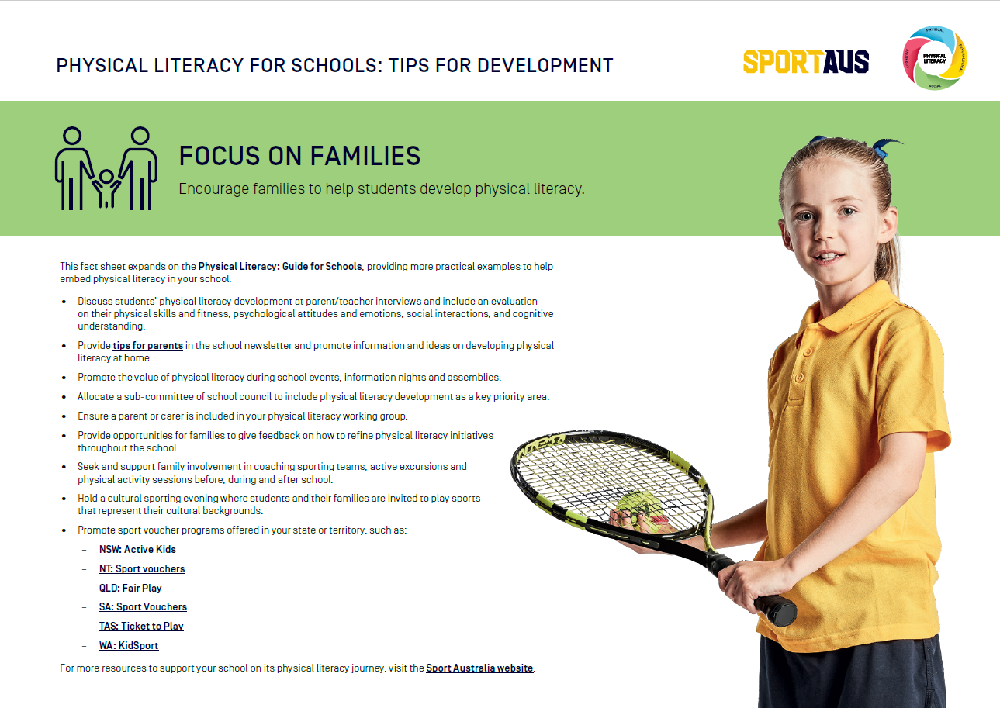 PHYSICAL LITERACY FOR SCHOOLS: TIPS FOR DEVELOPMENT
SPORTAUS
PHYSICAL
PSYCHOLOGICAL
SOCIAL
COGNITIVE
PHYSICAL
LITERACY
FOCUS ON FAMILIES
Encourage families to help students develop physical literacy.
This fact sheet expands on the Physical Literacy: Guide for Schools, providing more practical examples to help
embed physical literacy in your school.
• Discuss students' physical literacy development at parent/teacher interviews and include an evaluation
on their physical skills and fitness, psychological attitudes and emotions, social interactions, and cognitive
understanding.
• Provide tips for parents in the school newsletter and promote information and ideas on developing physical
literacy at home.
• Promote the value of physical literacy during school events, information nights and assemblies.
• Allocate a sub-committee of school council to include physical literacy development as a key priority area.
• Ensure a parent or carer is included in your physical literacy working group.
• Provide opportunities for families to give feedback on how to refine physical literacy initiatives
throughout the school.
• Seek and support family involvement in coaching sporting teams, active excursions and
physical activity sessions before, during and after school.
• Hold a cultural sporting evening where students and their families are invited to play sports
that represent their cultural backgrounds.
• Promote sport voucher programs offered in your state or territory, such as:
– NSW: Active Kids
– NT: Sport vouchers
– QLD: Fair Play
– SA: Sport Vouchers
– TAS: Ticket to Play
– WA: KidSport
For more resources to support your school on its physical literacy journey, visit the Sport Australia website.